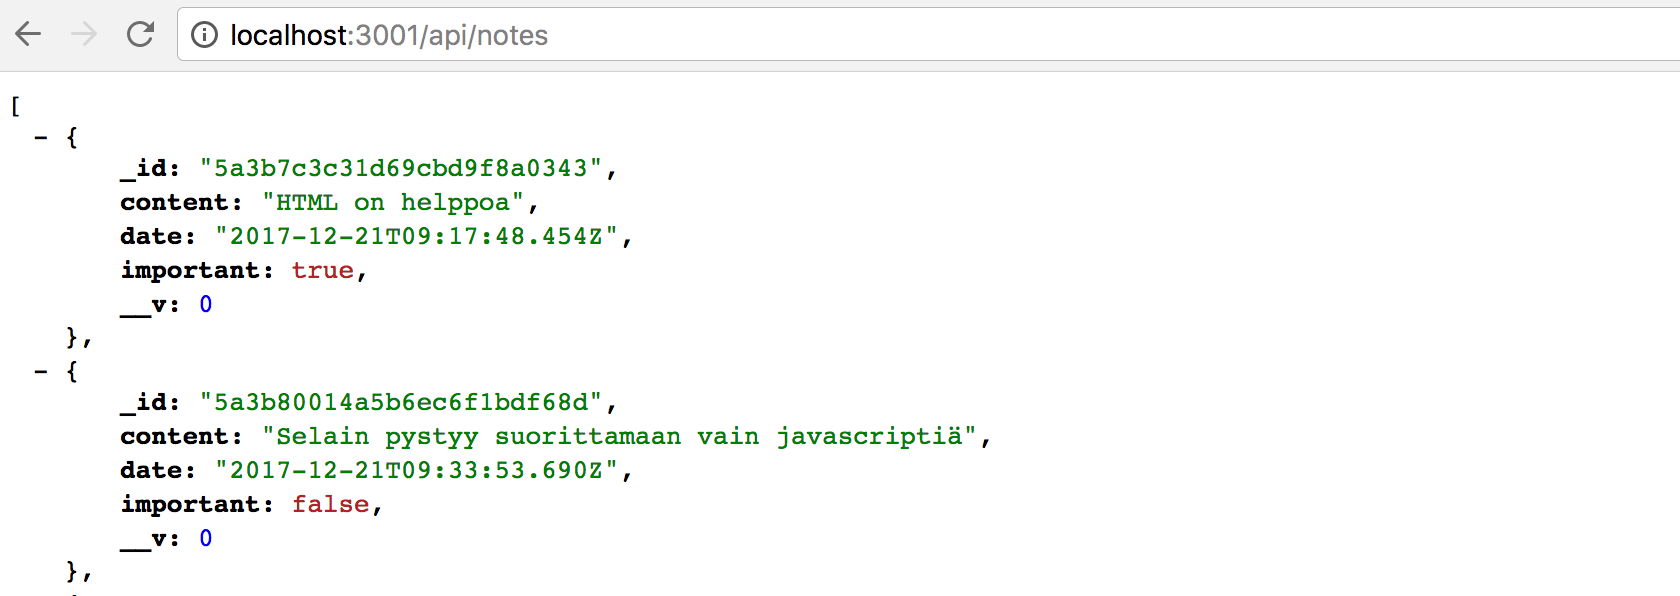 localhost:3001/api/notes
[
- {
_id: "5a3b7c3c31d69cbd9f8a0343",
content: "HTML on helppoa",
date: "2017-12-21T09:17:48.454Z",
important: true,
__v: 0
},
- {
_id: "5a3b80014a5b6ec6f1bdf68d",
content: "Selain pystyy suorittamaan vain javascriptiä",
date: "2017-12-21T09:33:53.690Z",
important: false,
__v: 0
},